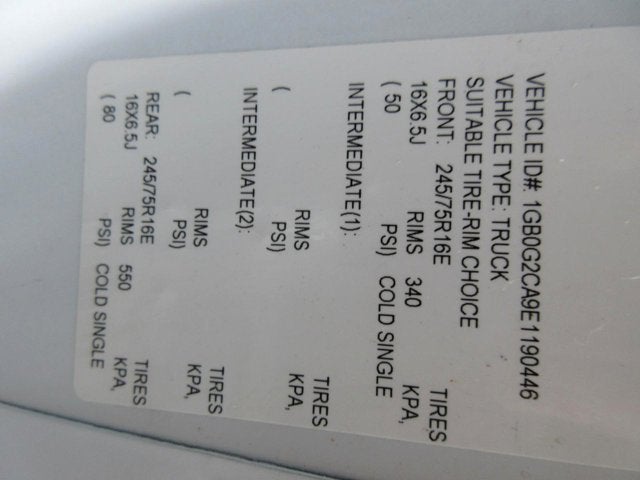 VEHICLE ID#: 1GB0G2CA9E1190446
VEHICLE TYPE: TRUCK
SUITABLE TIRE-RIM CHOICE
FRONT: 245/75R16E TIRES
16X6.5J RIMS 340 KPA,
( 50 PSI) COLD SINGLE
INTERMEDIATE(1):
TIRES
RIMS KPA,
( PSI)
INTERMEDIATE(2):
TIRES
RIMS KPA,
( PSI)
REAR: 245/75R16E TIRES
16X6.5J RIMS 550 KPA,
( 80 PSI) COLD SINGLE